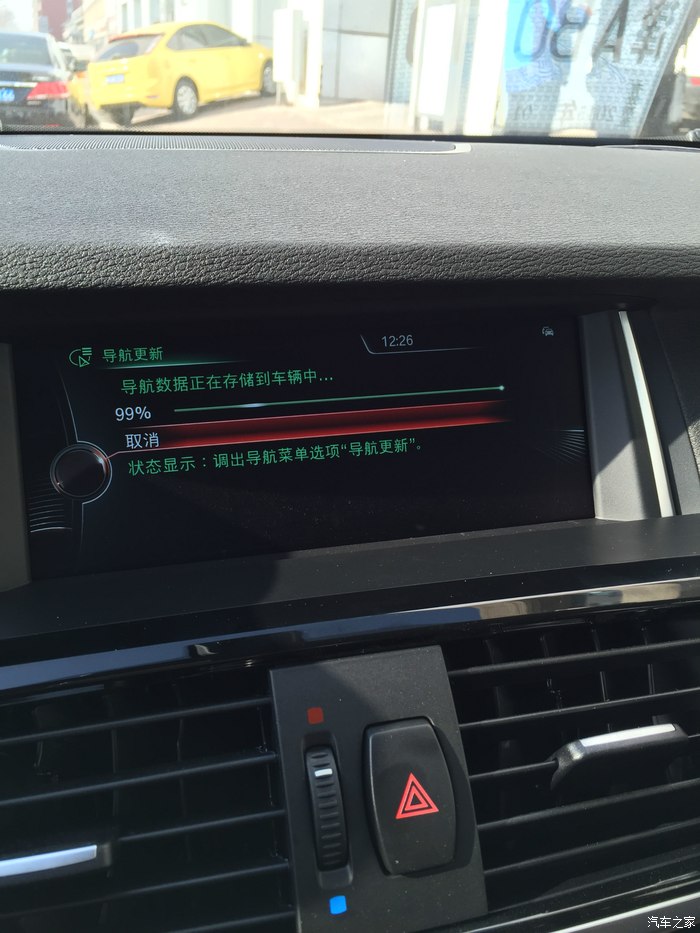 导航更新
12:26
导航数据正在存储到车辆中...
99%
取消
状态显示：调出导航菜单选项“导航更新”。
汽车之家